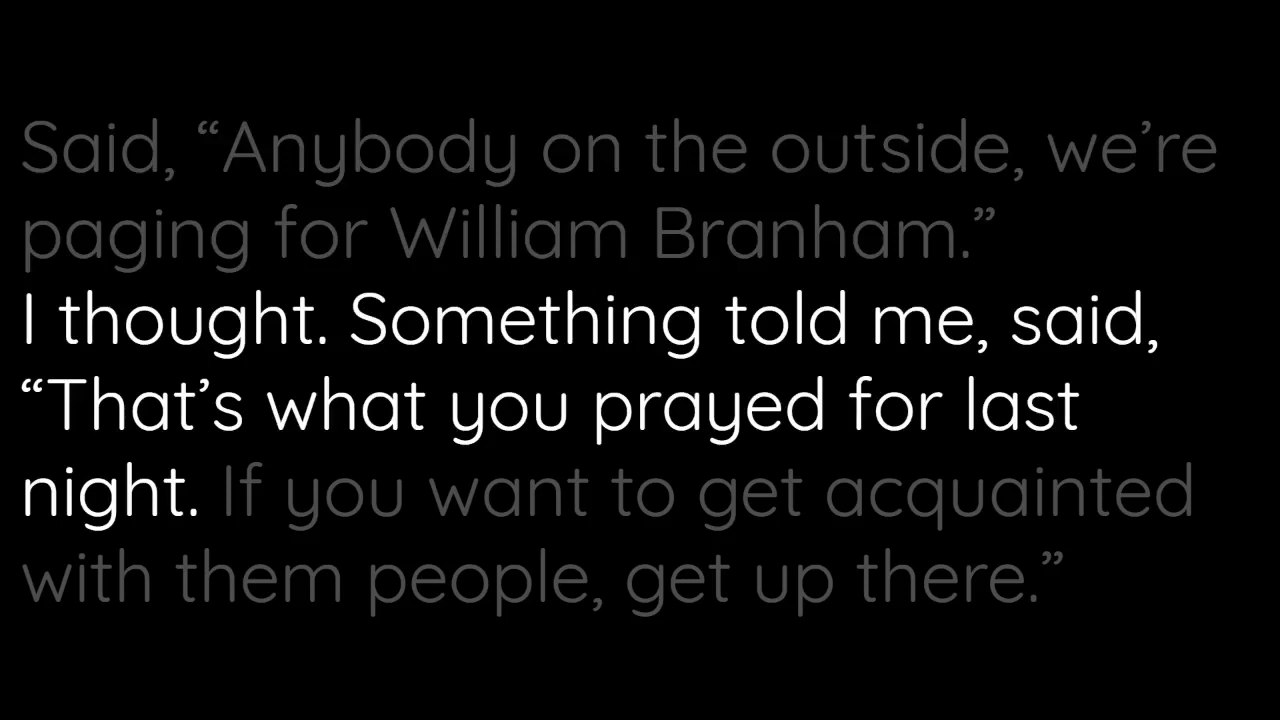 Said, “Anybody on the outside, we’re
paging for William Branham.”
I thought. Something told me, said,
“That’s what you prayed for last
night. If you want to get acquainted
with them people, get up there.”